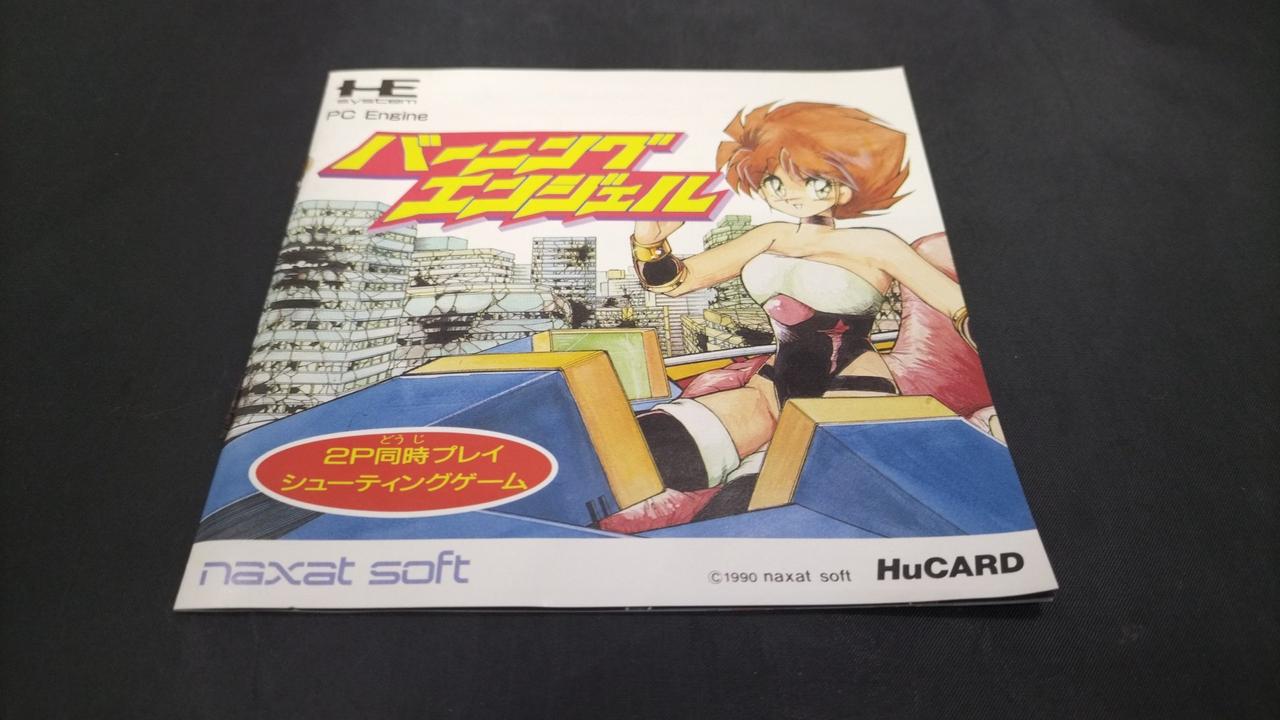 HE
system
PC Engine
バーニング
エンジェル
どうじ
2P同時プレイ
シューティングゲーム
naxat soft
©1990 naxat soft
HuCARD